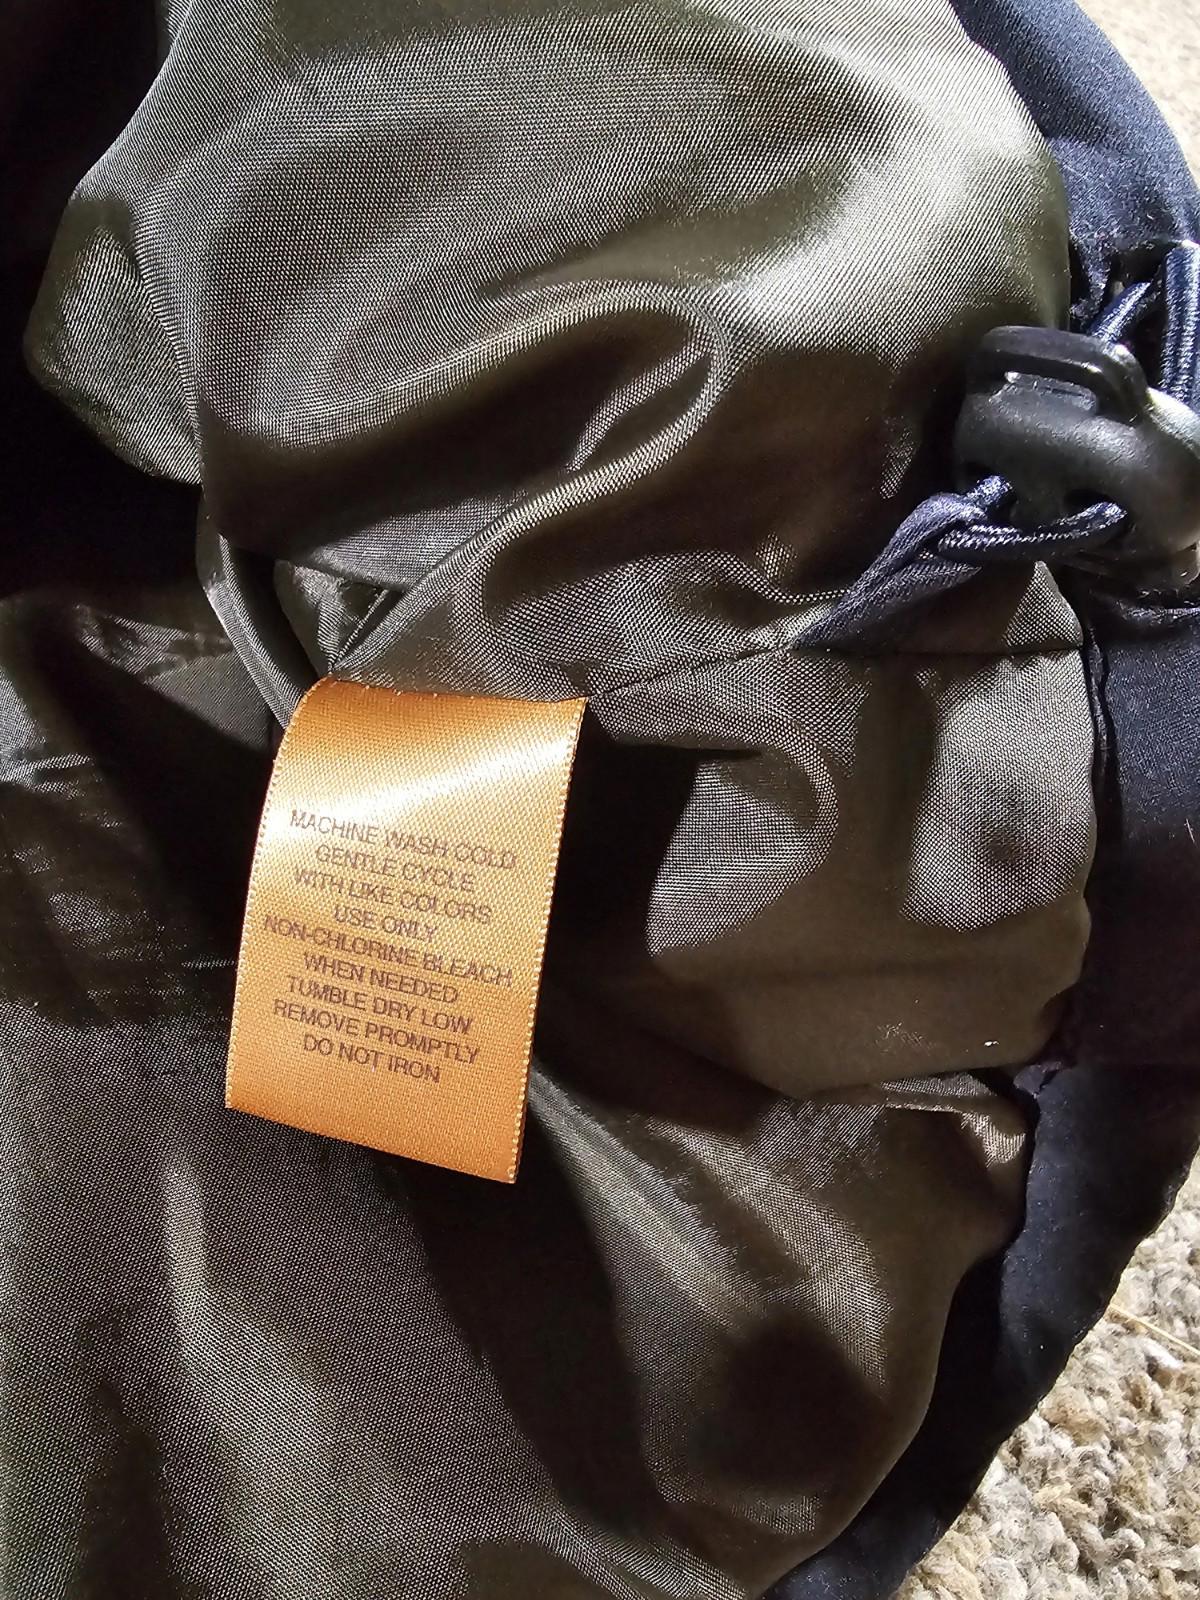 MACHINE WASH COLD
GENTLE CYCLE
WITH LIKE COLORS
USE ONLY
NON-CHLORINE BLEACH
WHEN NEEDED
TUMBLE DRY LOW
REMOVE PROMPTLY
DO NOT IRON